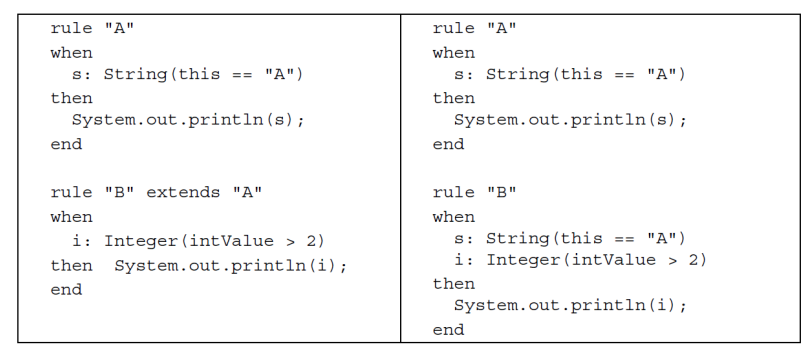 rule "A"
when
  s: String(this == "A")
then
  System.out.println(s);
end

rule "B" extends "A"
when
  i: Integer(intValue > 2)
then  System.out.println(i);
end

rule "A"
when
  s: String(this == "A")
then
  System.out.println(s);
end

rule "B"
when
  s: String(this == "A")
  i: Integer(intValue > 2)
then
  System.out.println(i);
end